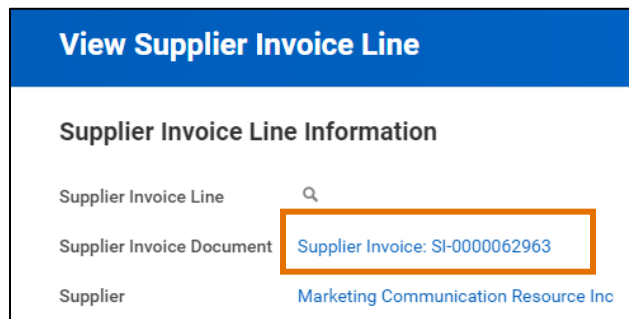 View Supplier Invoice Line
Supplier Invoice Line Information
Supplier Invoice Line
Supplier Invoice Document Supplier Invoice: SI-0000062963
Supplier Marketing Communication Resource Inc